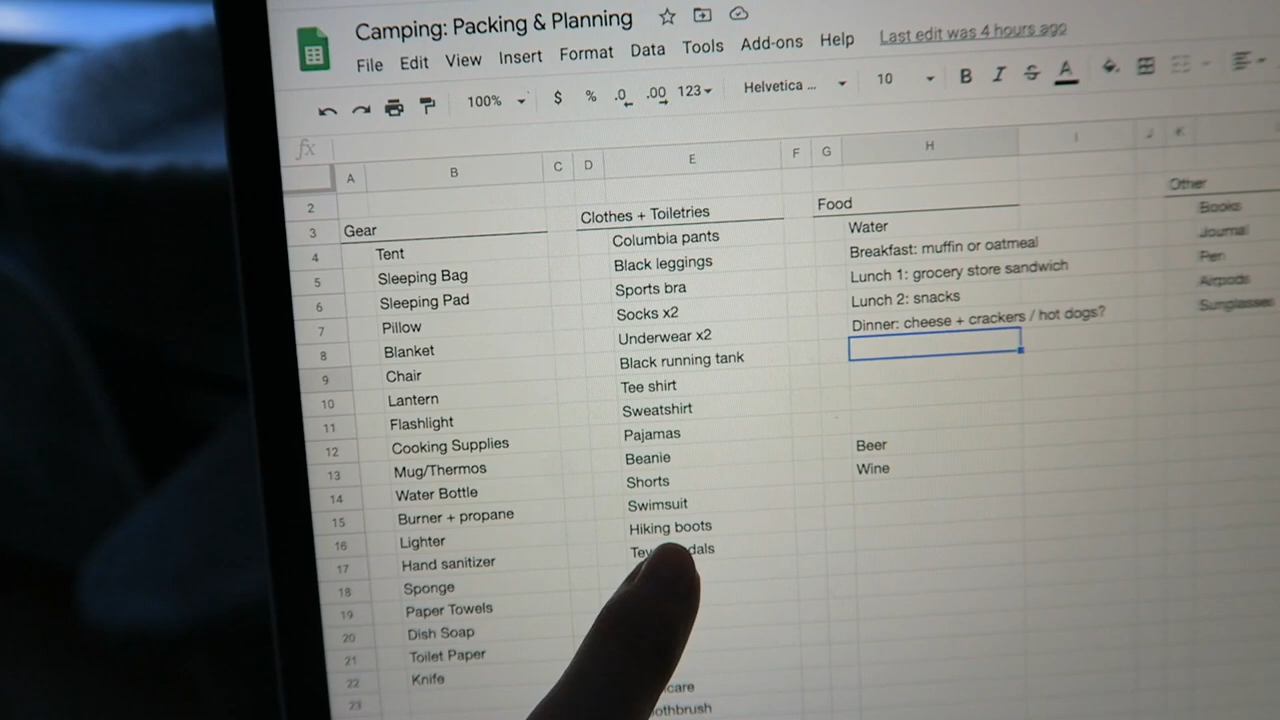 Camping: Packing & Planning
File Edit View Insert Format Data Tools Add-ons Help Last edit was 4 hours ago
100% $ % .0 .00 123 Helvetica ... 10 B I S A
fx
A B C D E F G H I J K
2
3
4
5
6
7
8
9
10
11
12
13
14
15
16
17
18
19
20
21
22
23
Gear
Tent
Sleeping Bag
Sleeping Pad
Pillow
Blanket
Chair
Lantern
Flashlight
Cooking Supplies
Mug/Thermos
Water Bottle
Burner + propane
Lighter
Hand sanitizer
Sponge
Paper Towels
Dish Soap
Toilet Paper
Knife
Clothes + Toiletries
Columbia pants
Black leggings
Sports bra
Socks x2
Underwear x2
Black running tank
Tee shirt
Sweatshirt
Pajamas
Beanie
Shorts
Swimsuit
Hiking boots
Food
Water
Breakfast: muffin or oatmeal
Lunch 1: grocery store sandwich
Lunch 2: snacks
Dinner: cheese + crackers / hot dogs?
Beer
Wine
Other
Books
Journal
Pen
Airpods
Sunglasses